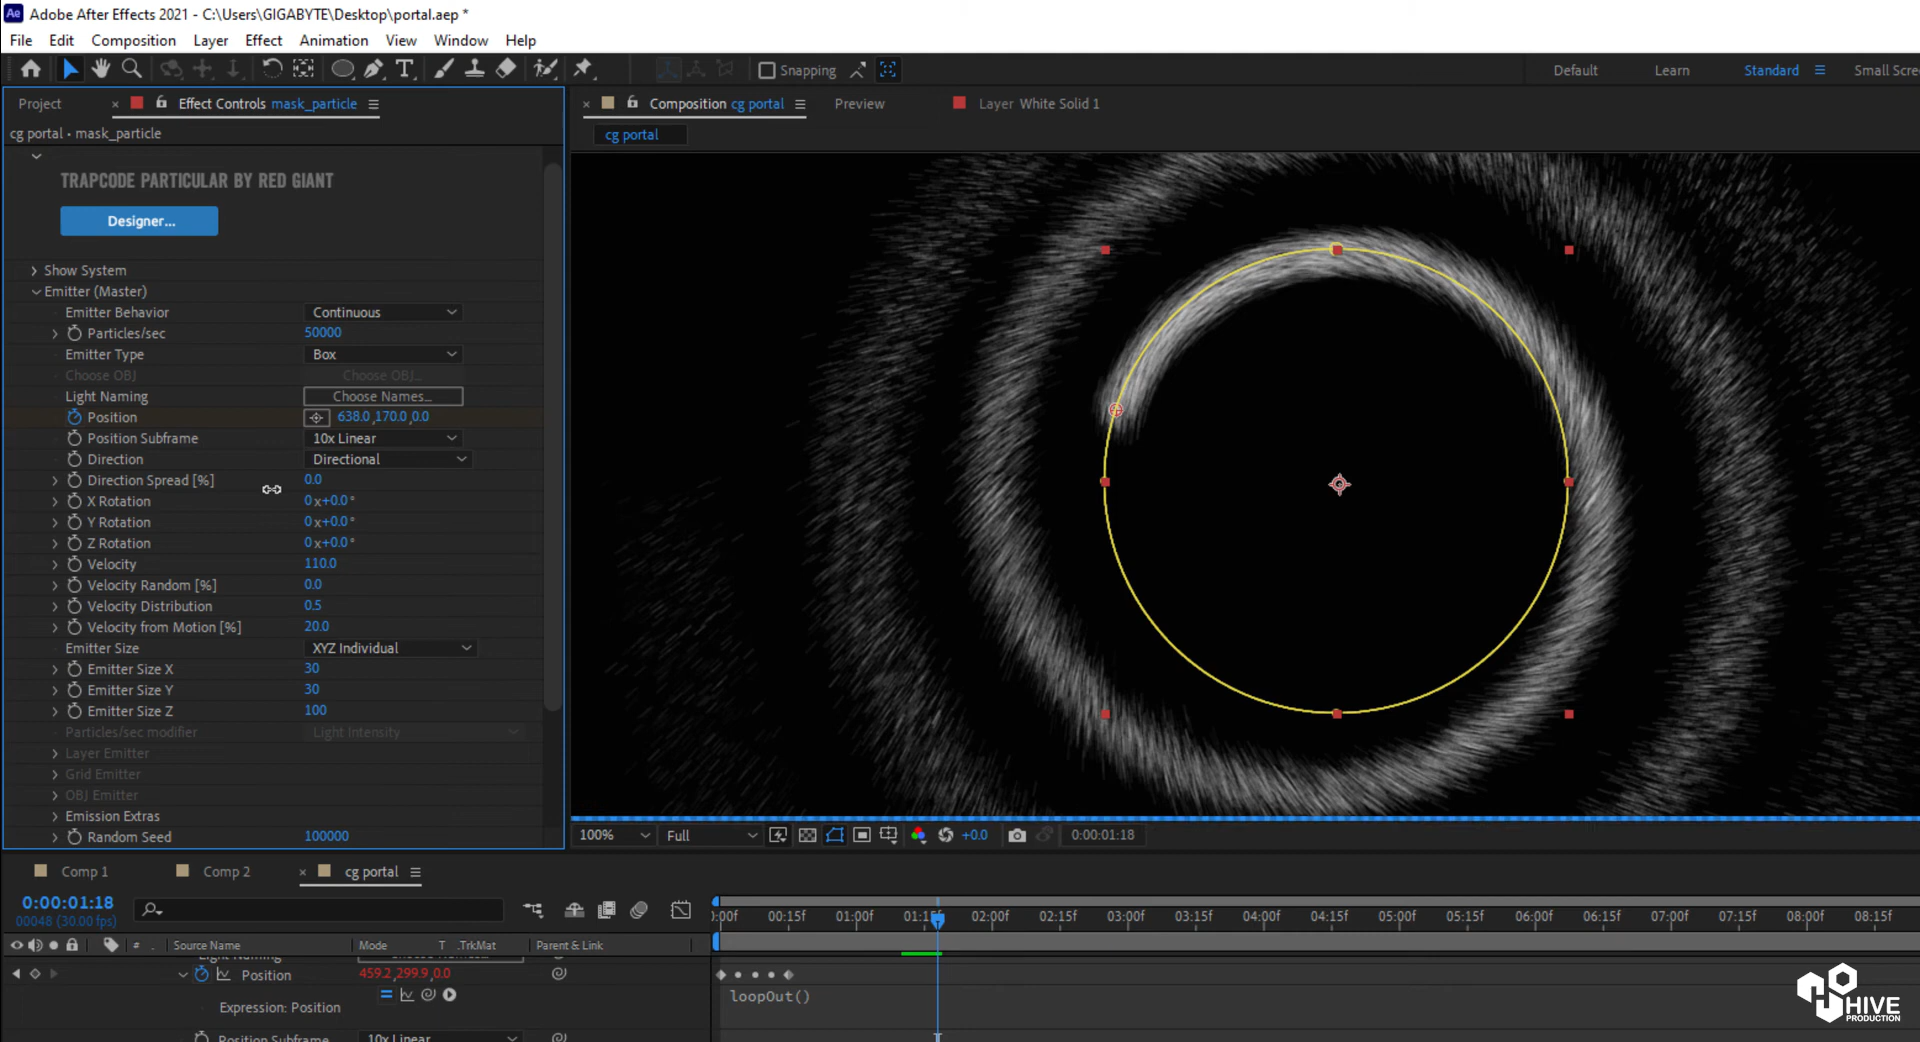 Ae Adobe After Effects 2021 - C:\Users\GIGABYTE\Desktop\portal.aep *
File Edit Composition Layer Effect Animation View Window Help
T Snapping Default Learn Standard Small Scre
Project × Effect Controls mask_particle × Composition cg portal Preview Layer White Solid 1
cg portal • mask_particle
cg portal
TRAPCODE PARTICULAR BY RED GIANT
Designer...
Show System
Emitter (Master)
Emitter Behavior Continuous
Particles/sec 50000
Emitter Type Box
Choose OBJ Choose OBJ...
Light Naming Choose Names...
Position 638.0,170.0,0.0
Position Subframe 10x Linear
Direction Directional
Direction Spread [%] 0.0
X Rotation 0x+0.0°
Y Rotation 0x+0.0°
Z Rotation 0x+0.0°
Velocity 110.0
Velocity Random [%] 0.0
Velocity Distribution 0.5
Velocity from Motion [%] 20.0
Emitter Size XYZ Individual
Emitter Size X 30
Emitter Size Y 30
Emitter Size Z 100
Particles/sec modifier Light Intensity
Layer Emitter
Grid Emitter
OBJ Emitter
Emission Extras
Random Seed 100000
100% Full +0.0 0:00:01:18
Comp 1 Comp 2 × cg portal
0:00:01:18
00048 (30.00 fps)
:00f 00:15f 01:00f 01:15f 02:00f 02:15f 03:00f 03:15f 04:00f 04:15f 05:00f 05:15f 06:00f 06:15f 07:00f 07:15f 08:00f 08:15f
# . Source Name Mode T .TrkMat Parent & Link
Position 459.2,299.9,0.0
loopOut()
Expression: Position
Position Subframe 10x Linear
HIVE
PRODUCTION